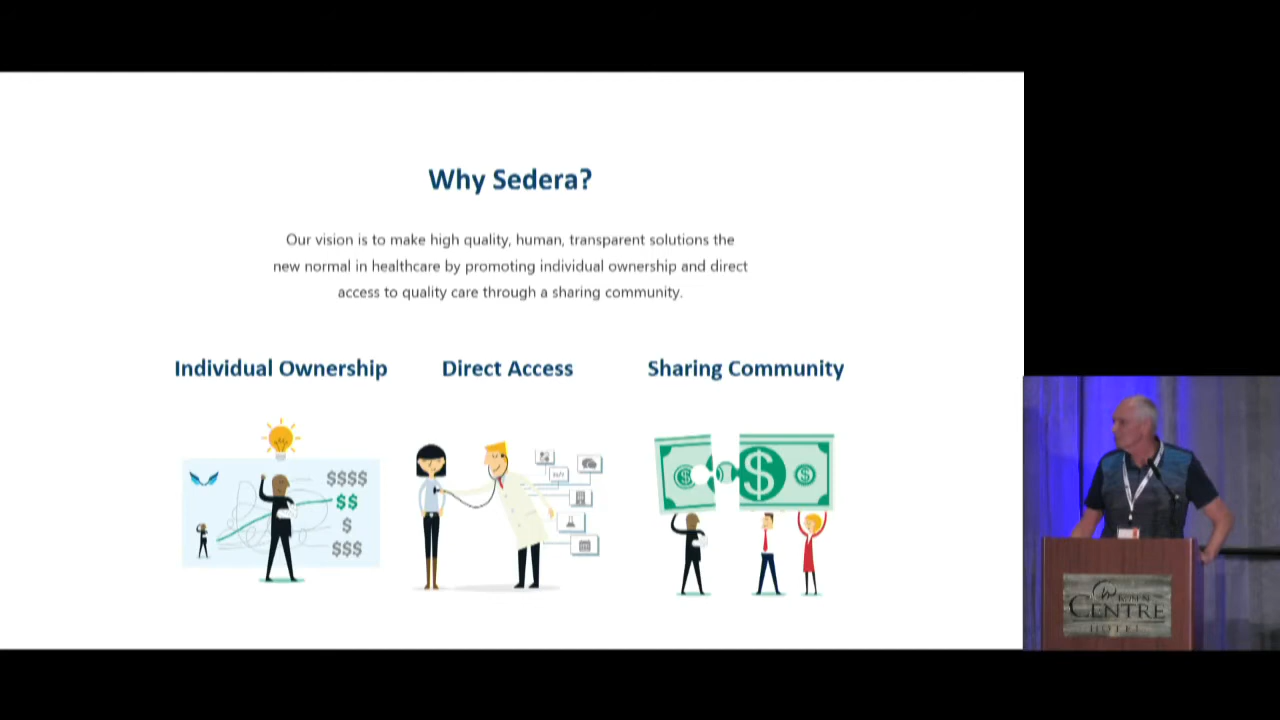 Why Sedera?
Our vision is to make high quality, human, transparent solutions the
new normal in healthcare by promoting individual ownership and direct
access to quality care through a sharing community.
Individual Ownership
Direct Access
Sharing Community
$$$$
$$
$
$$$
$
$
$
ROSEN
CENTRE
HOTEL